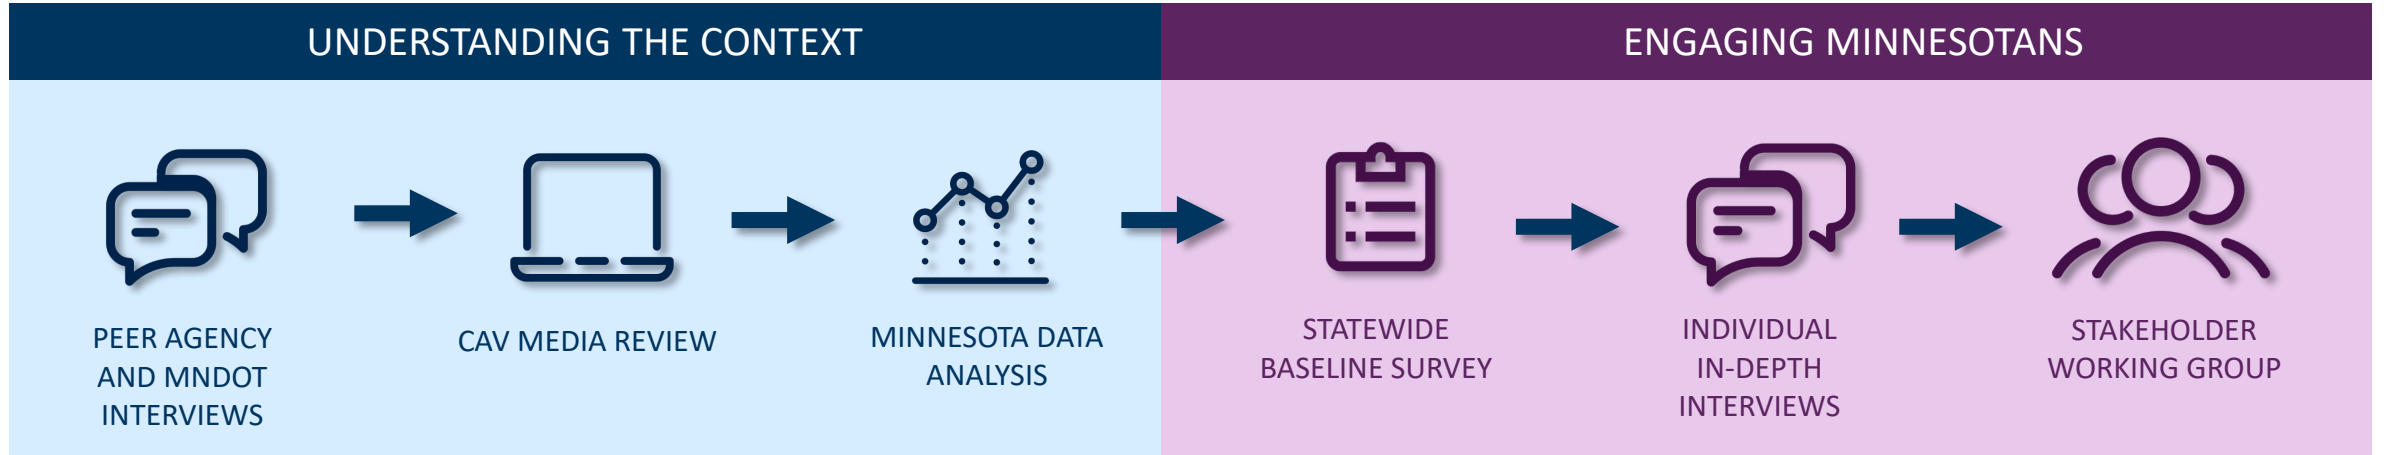 UNDERSTANDING THE CONTEXT
ENGAGING MINNESOTANS
PEER AGENCY
AND MNDOT
INTERVIEWS
CAV MEDIA REVIEW
MINNESOTA DATA
ANALYSIS
STATEWIDE
BASELINE SURVEY
INDIVIDUAL
IN-DEPTH
INTERVIEWS
STAKEHOLDER
WORKING GROUP